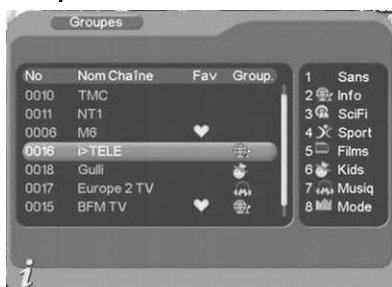 Groupes
No Nom Chaîne Fav Group.
0010 TMC
0011 NT1
0006 M6
0016 i>TELE
0018 Gulli
0017 Europe 2 TV
0015 BFM TV
1 Sans
2 Info
3 SciFi
4 Sport
5 Films
6 Kids
7 Musiq
8 Mode
i